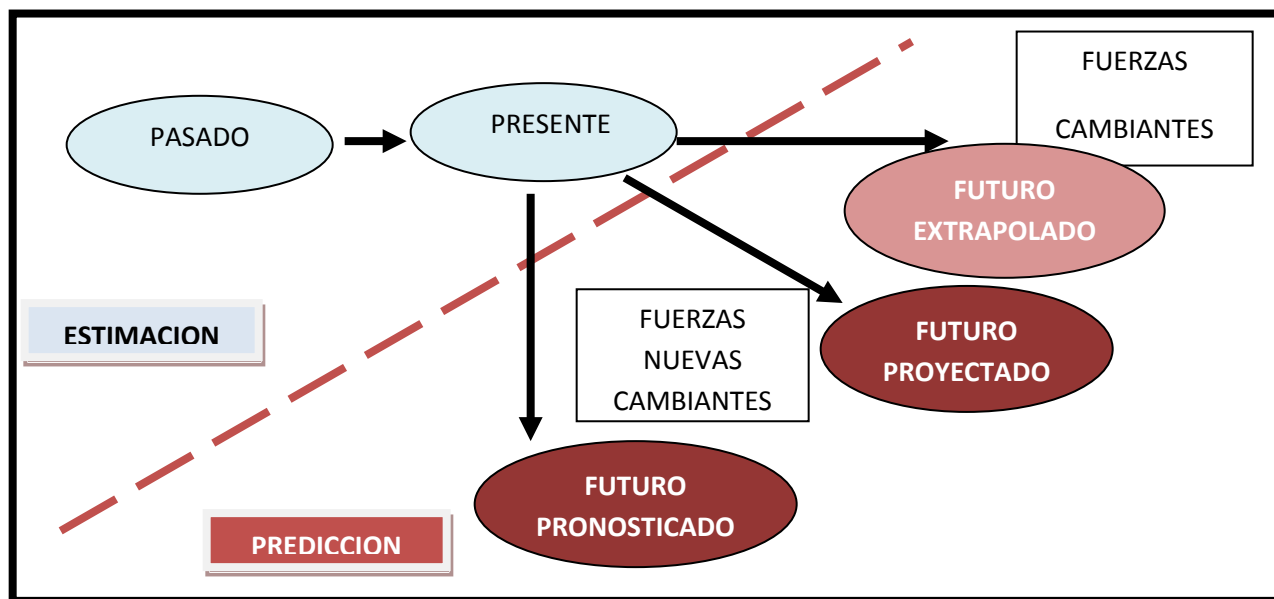 FUERZAS
CAMBIANTES
PASADO
PRESENTE
FUTURO
EXTRAPOLADO
ESTIMACION
FUERZAS
NUEVAS
CAMBIANTES
FUTURO
PROYECTADO
FUTURO
PRONOSTICADO
PREDICCION